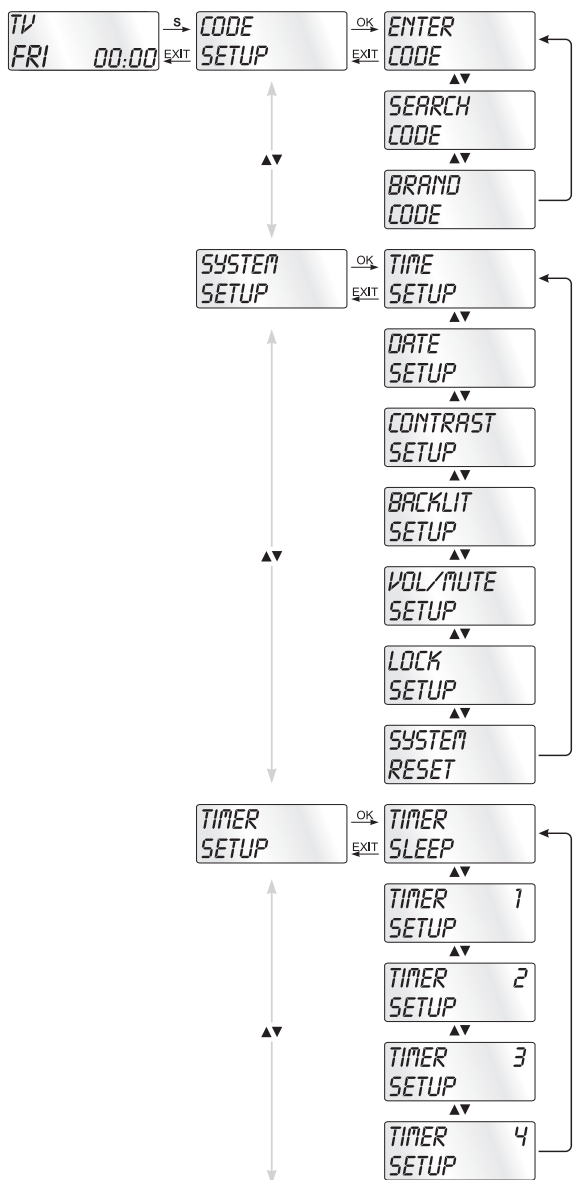 TV
FRI 00:00
S
EXIT
CODE
SETUP
OK
EXIT
ENTER
CODE
▲▼
SEARCH
CODE
▲▼
BRAND
CODE
▲▼
SYSTEM
SETUP
OK
EXIT
TIME
SETUP
▲▼
DATE
SETUP
▲▼
CONTRAST
SETUP
▲▼
BACKLIT
SETUP
▲▼
VOL/MUTE
SETUP
▲▼
LOCK
SETUP
▲▼
SYSTEM
RESET
▲▼
TIMER
SETUP
OK
EXIT
TIMER
SLEEP
▲▼
TIMER 1
SETUP
▲▼
TIMER 2
SETUP
▲▼
TIMER 3
SETUP
▲▼
TIMER 4
SETUP
▲▼